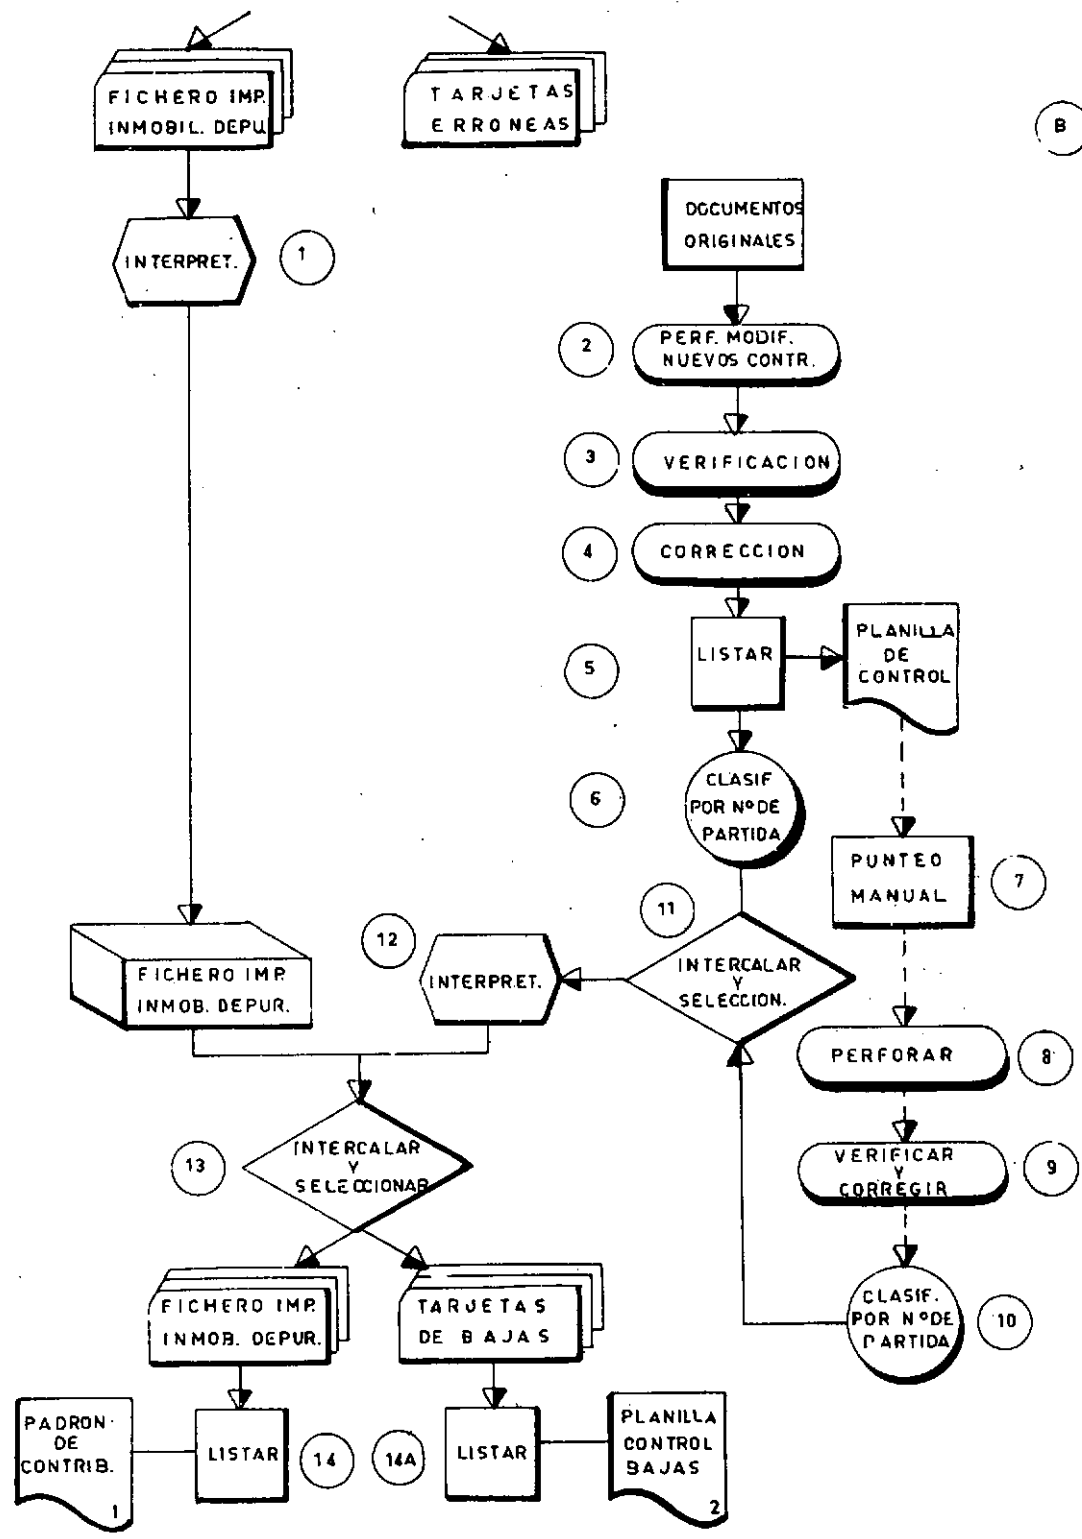 FICHERO IMP.
INMOBIL. DEPU.
TARJETAS
ERRONEAS
B
DOCUMENTOS
ORIGINALES
INTERPRET.
1
2
PERF. MODIF.
NUEVOS CONTR.
3
VERIFICACION
4
CORRECCION
5
LISTAR
PLANILLA
DE
CONTROL
6
CLASIF
POR Nº DE
PARTIDA
PUNTEO
MANUAL
7
11
12
INTERCALAR
Y
SELECCION.
INTERPRET.
FICHERO IMP.
INMOB. DEPUR.
PERFORAR
8
13
INTERCALAR
Y
SELECCIONAR
VERIFICAR
Y
CORREGIR
9
CLASIF.
POR Nº DE
PARTIDA
10
FICHERO IMP.
INMOB. DEPUR.
TARJETAS
DE BAJAS
PADRON
DE
CONTRIB.
1
LISTAR
14
14A
LISTAR
PLANILLA
CONTROL
BAJAS
2